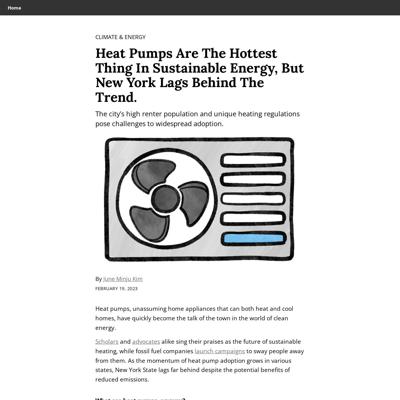 Home
CLIMATE & ENERGY
Heat Pumps Are The Hottest
Thing In Sustainable Energy, But
New York Lags Behind The
Trend.
The city's high renter population and unique heating regulations
pose challenges to widespread adoption.
By June Minju Kim
FEBRUARY 19, 2023
Heat pumps, unassuming home appliances that can both heat and cool
homes, have quickly become the talk of the town in the world of clean
energy.
Scholars and advocates alike sing their praises as the future of sustainable
heating, while fossil fuel companies launch campaigns to sway people away
from them. As the momentum of heat pump adoption grows in various
states, New York State lags far behind despite the potential benefits of
reduced emissions.